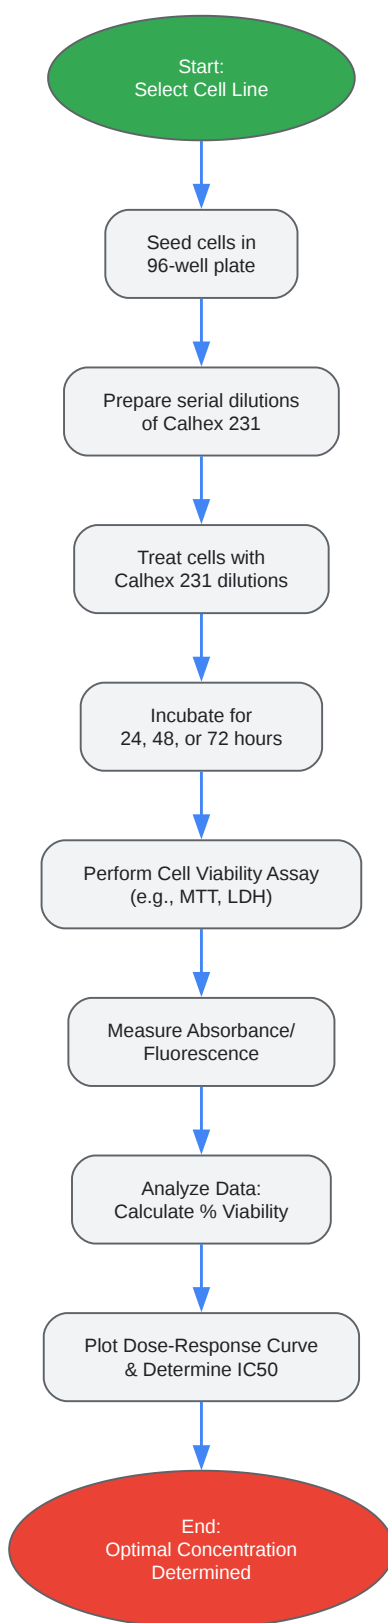 Start:
Select Cell Line
Seed cells in
96-well plate
Prepare serial dilutions
of Calhex 231
Treat cells with
Calhex 231 dilutions
Incubate for
24, 48, or 72 hours
Perform Cell Viability Assay
(e.g., MTT, LDH)
Measure Absorbance/
Fluorescence
Analyze Data:
Calculate % Viability
Plot Dose-Response Curve
& Determine IC50
End:
Optimal Concentration
Determined